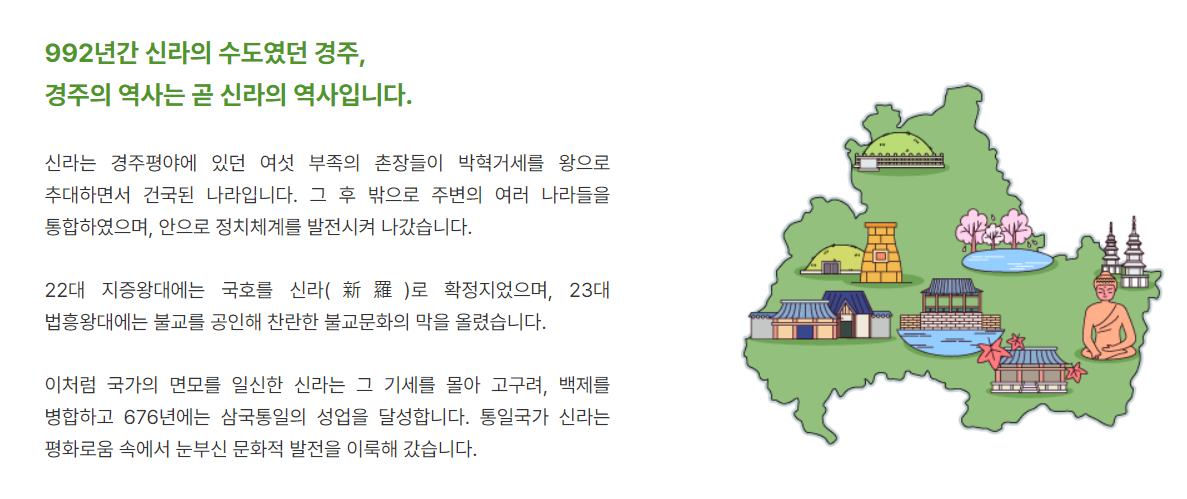 992년간 신라의 수도였던 경주,
경주의 역사는 곧 신라의 역사입니다.
신라는 경주평야에 있던 여섯 부족의 촌장들이 박혁거세를 왕으로
추대하면서 건국된 나라입니다. 그 후 밖으로 주변의 여러 나라들을
통합하였으며, 안으로 정치체계를 발전시켜 나갔습니다.
22대 지증왕대에는 국호를 신라( 新 羅 )로 확정지었으며, 23대
법흥왕대에는 불교를 공인해 찬란한 불교문화의 막을 올렸습니다.
이처럼 국가의 면모를 일신한 신라는 그 기세를 몰아 고구려, 백제를
병합하고 676년에는 삼국통일의 성업을 달성합니다. 통일국가 신라는
평화로움 속에서 눈부신 문화적 발전을 이룩해 갔습니다.